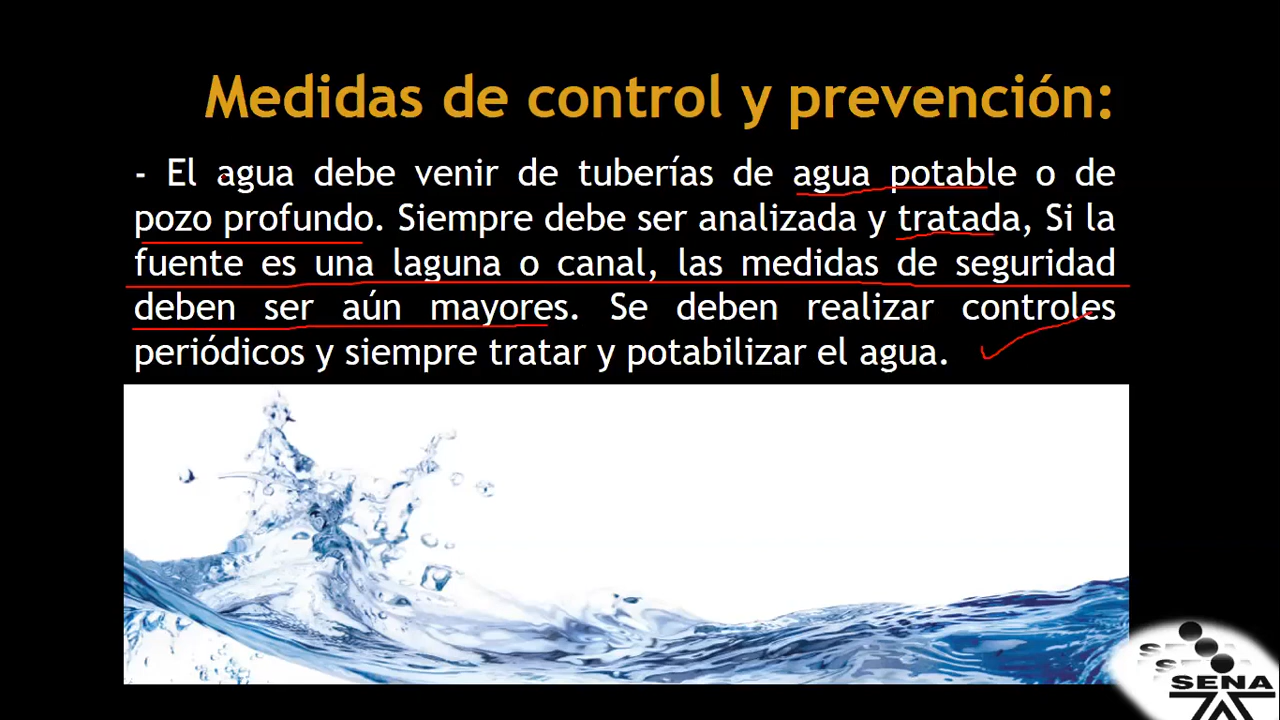 Medidas de control y prevención:
- El agua debe venir de tuberías de agua potable o de
pozo profundo. Siempre debe ser analizada y tratada, Si la
fuente es una laguna o canal, las medidas de seguridad
deben ser aún mayores. Se deben realizar controles
periódicos y siempre tratar y potabilizar el agua.
SENA